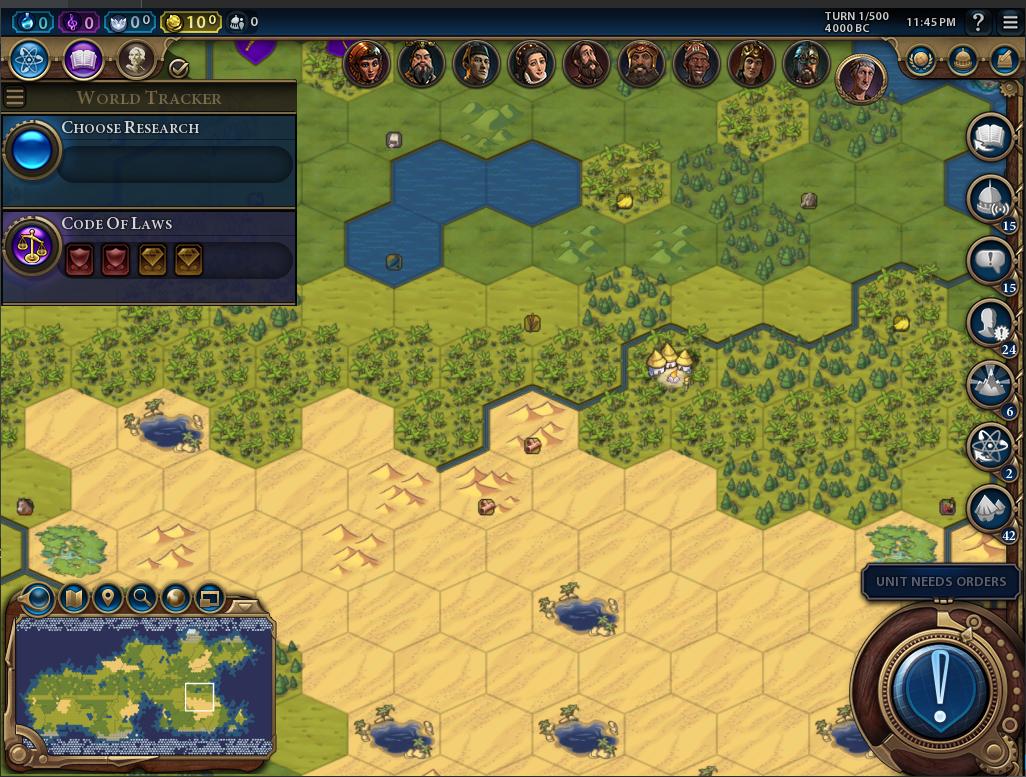 0 0 0 0 10 0 0
TURN 1/500
4000 BC
11:45 PM ?
WORLD TRACKER
CHOOSE RESEARCH
CODE OF LAWS
15
15
24
6
2
42
UNIT NEEDS ORDERS